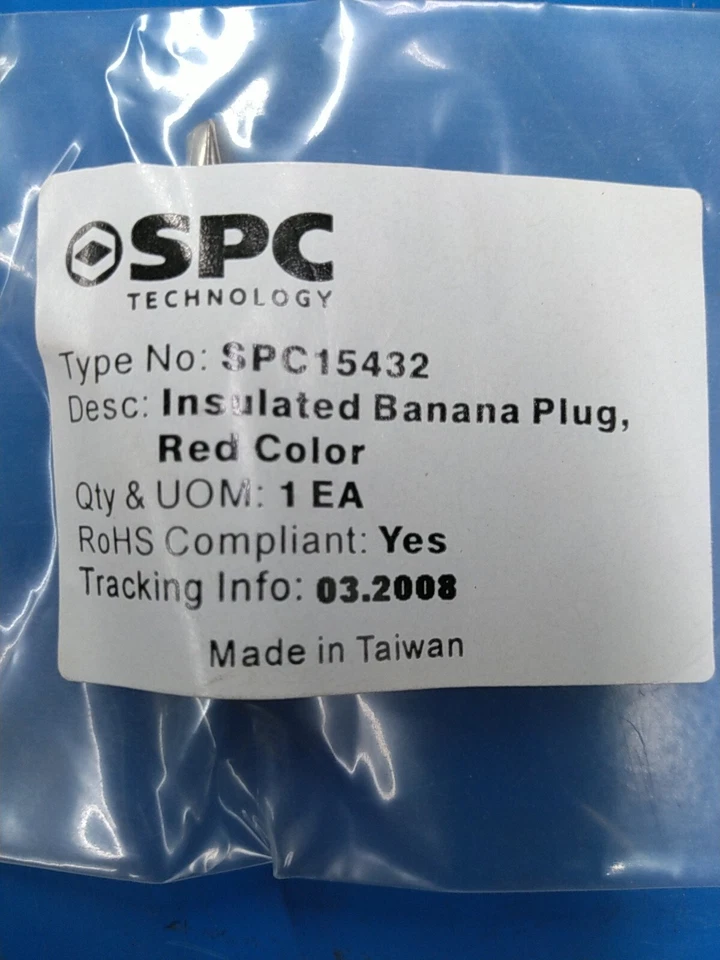 SPC
TECHNOLOGY
Type No: SPC15432
Desc: Insulated Banana Plug,
Red Color
Qty & UOM: 1 EA
RoHS Compliant: Yes
Tracking Info: 03.2008
Made in Taiwan